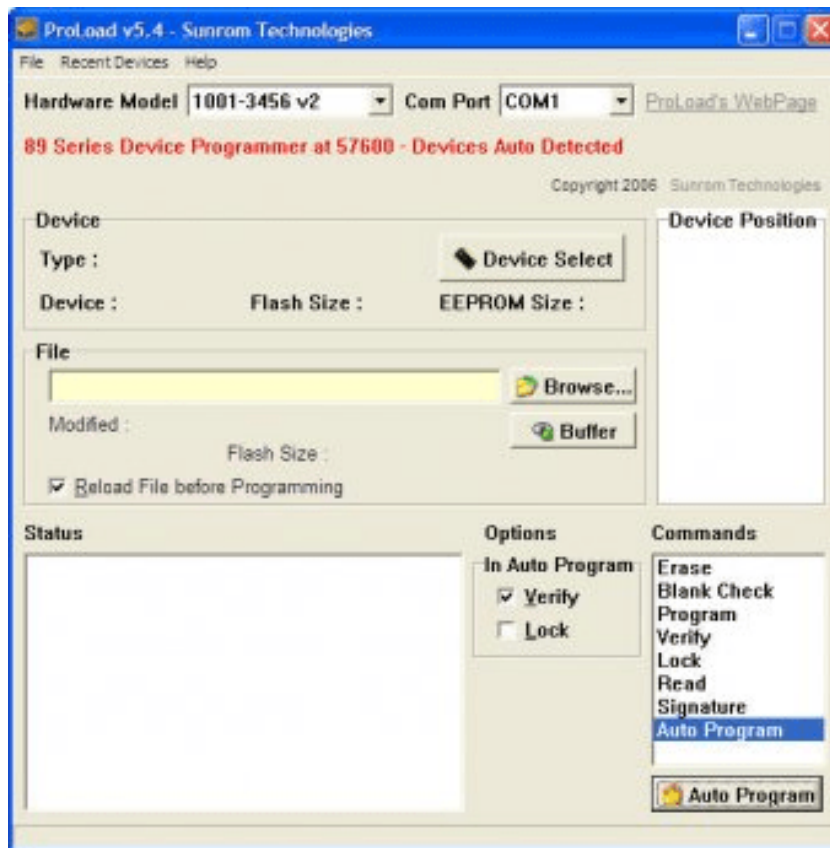 ProLoad v5.4 - Sunrom Technologies
File Recent Devices Help
Hardware Model 1001-3456 v2 Com Port COM1 ProLoad's WebPage
89 Series Device Programmer at 57600 - Devices Auto Detected
Copyright 2006 Sunrom Technologies
Device
Type :
Device Select
Device : Flash Size : EEPROM Size :
Device Position
File
Browse...
Modified :
Buffer
Flash Size :
Reload File before Programming
Status
Options
In Auto Program
Verify
Lock
Commands
Erase
Blank Check
Program
Verify
Lock
Read
Signature
Auto Program
Auto Program